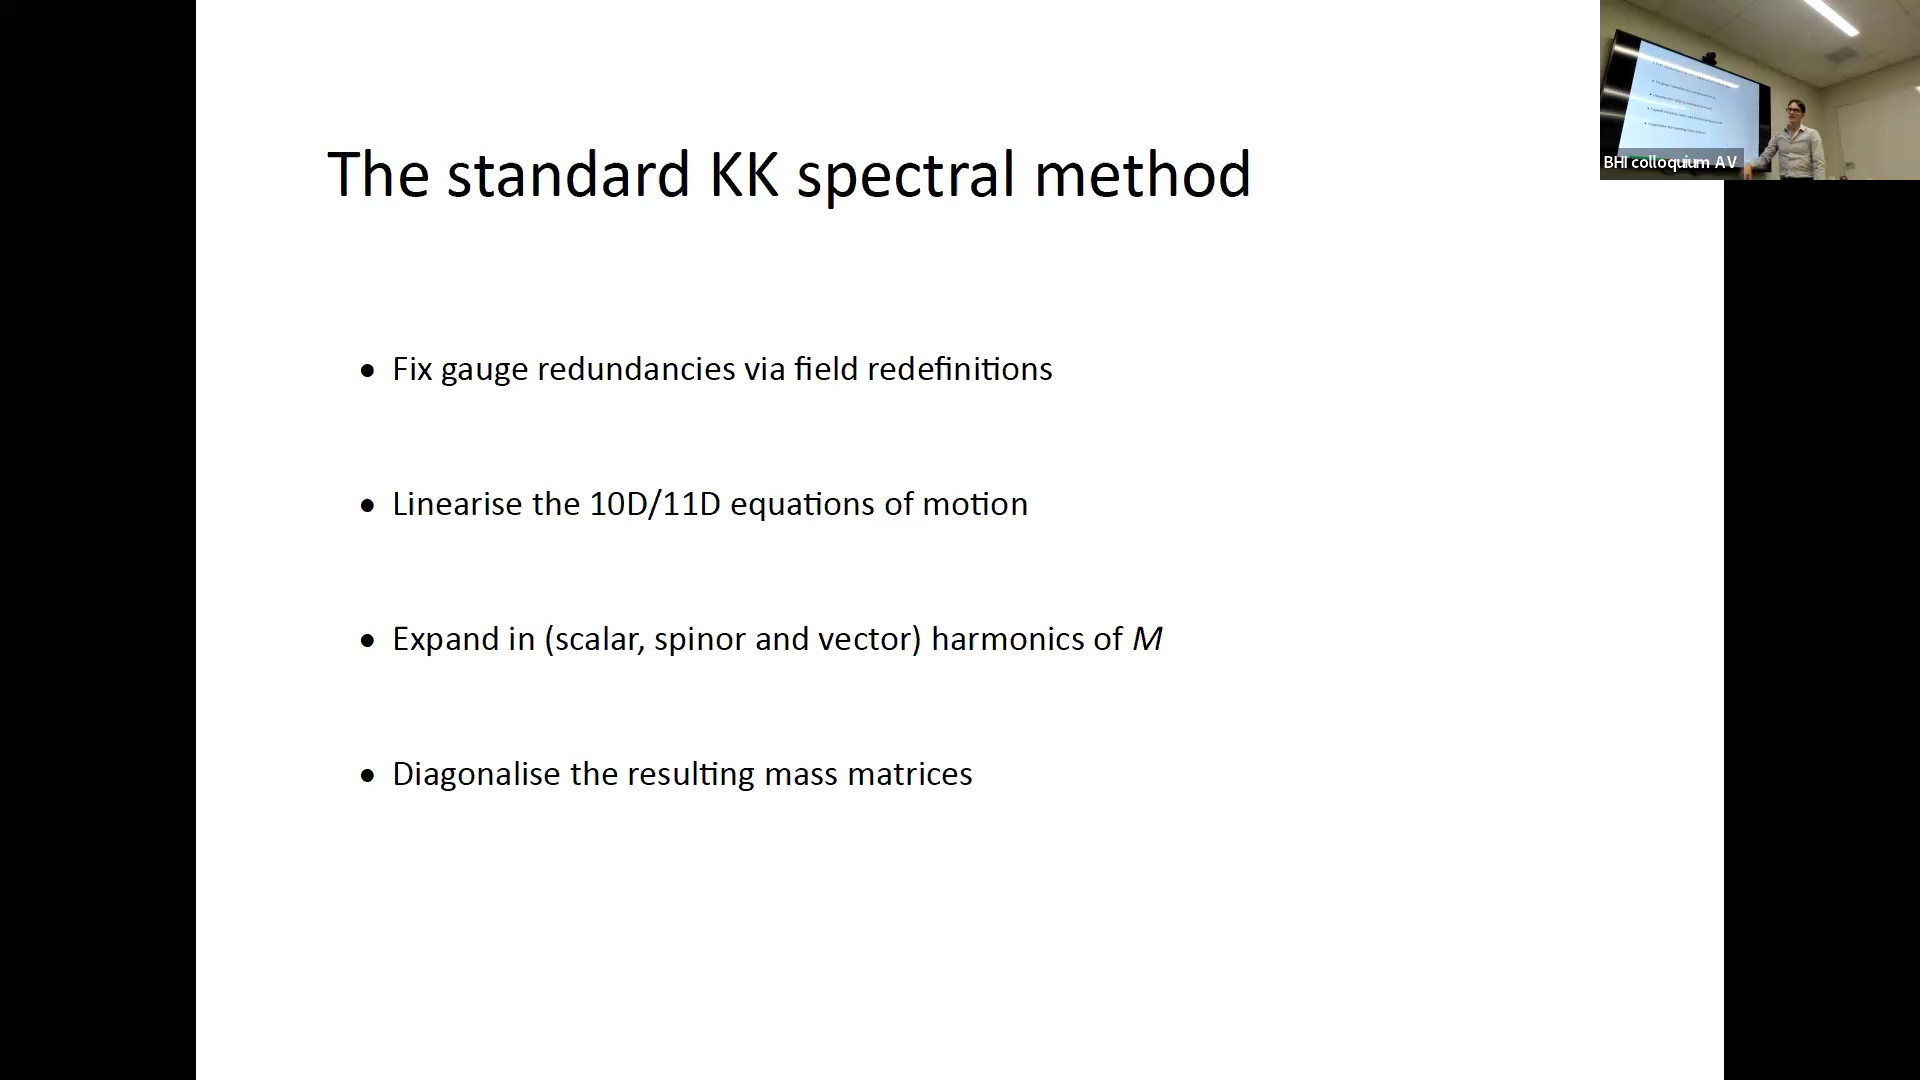 The standard KK spectral method
• Fix gauge redundancies via field redefinitions
• Linearise the 10D/11D equations of motion
• Expand in (scalar, spinor and vector) harmonics of M
• Diagonalise the resulting mass matrices
BHI colloquium AV